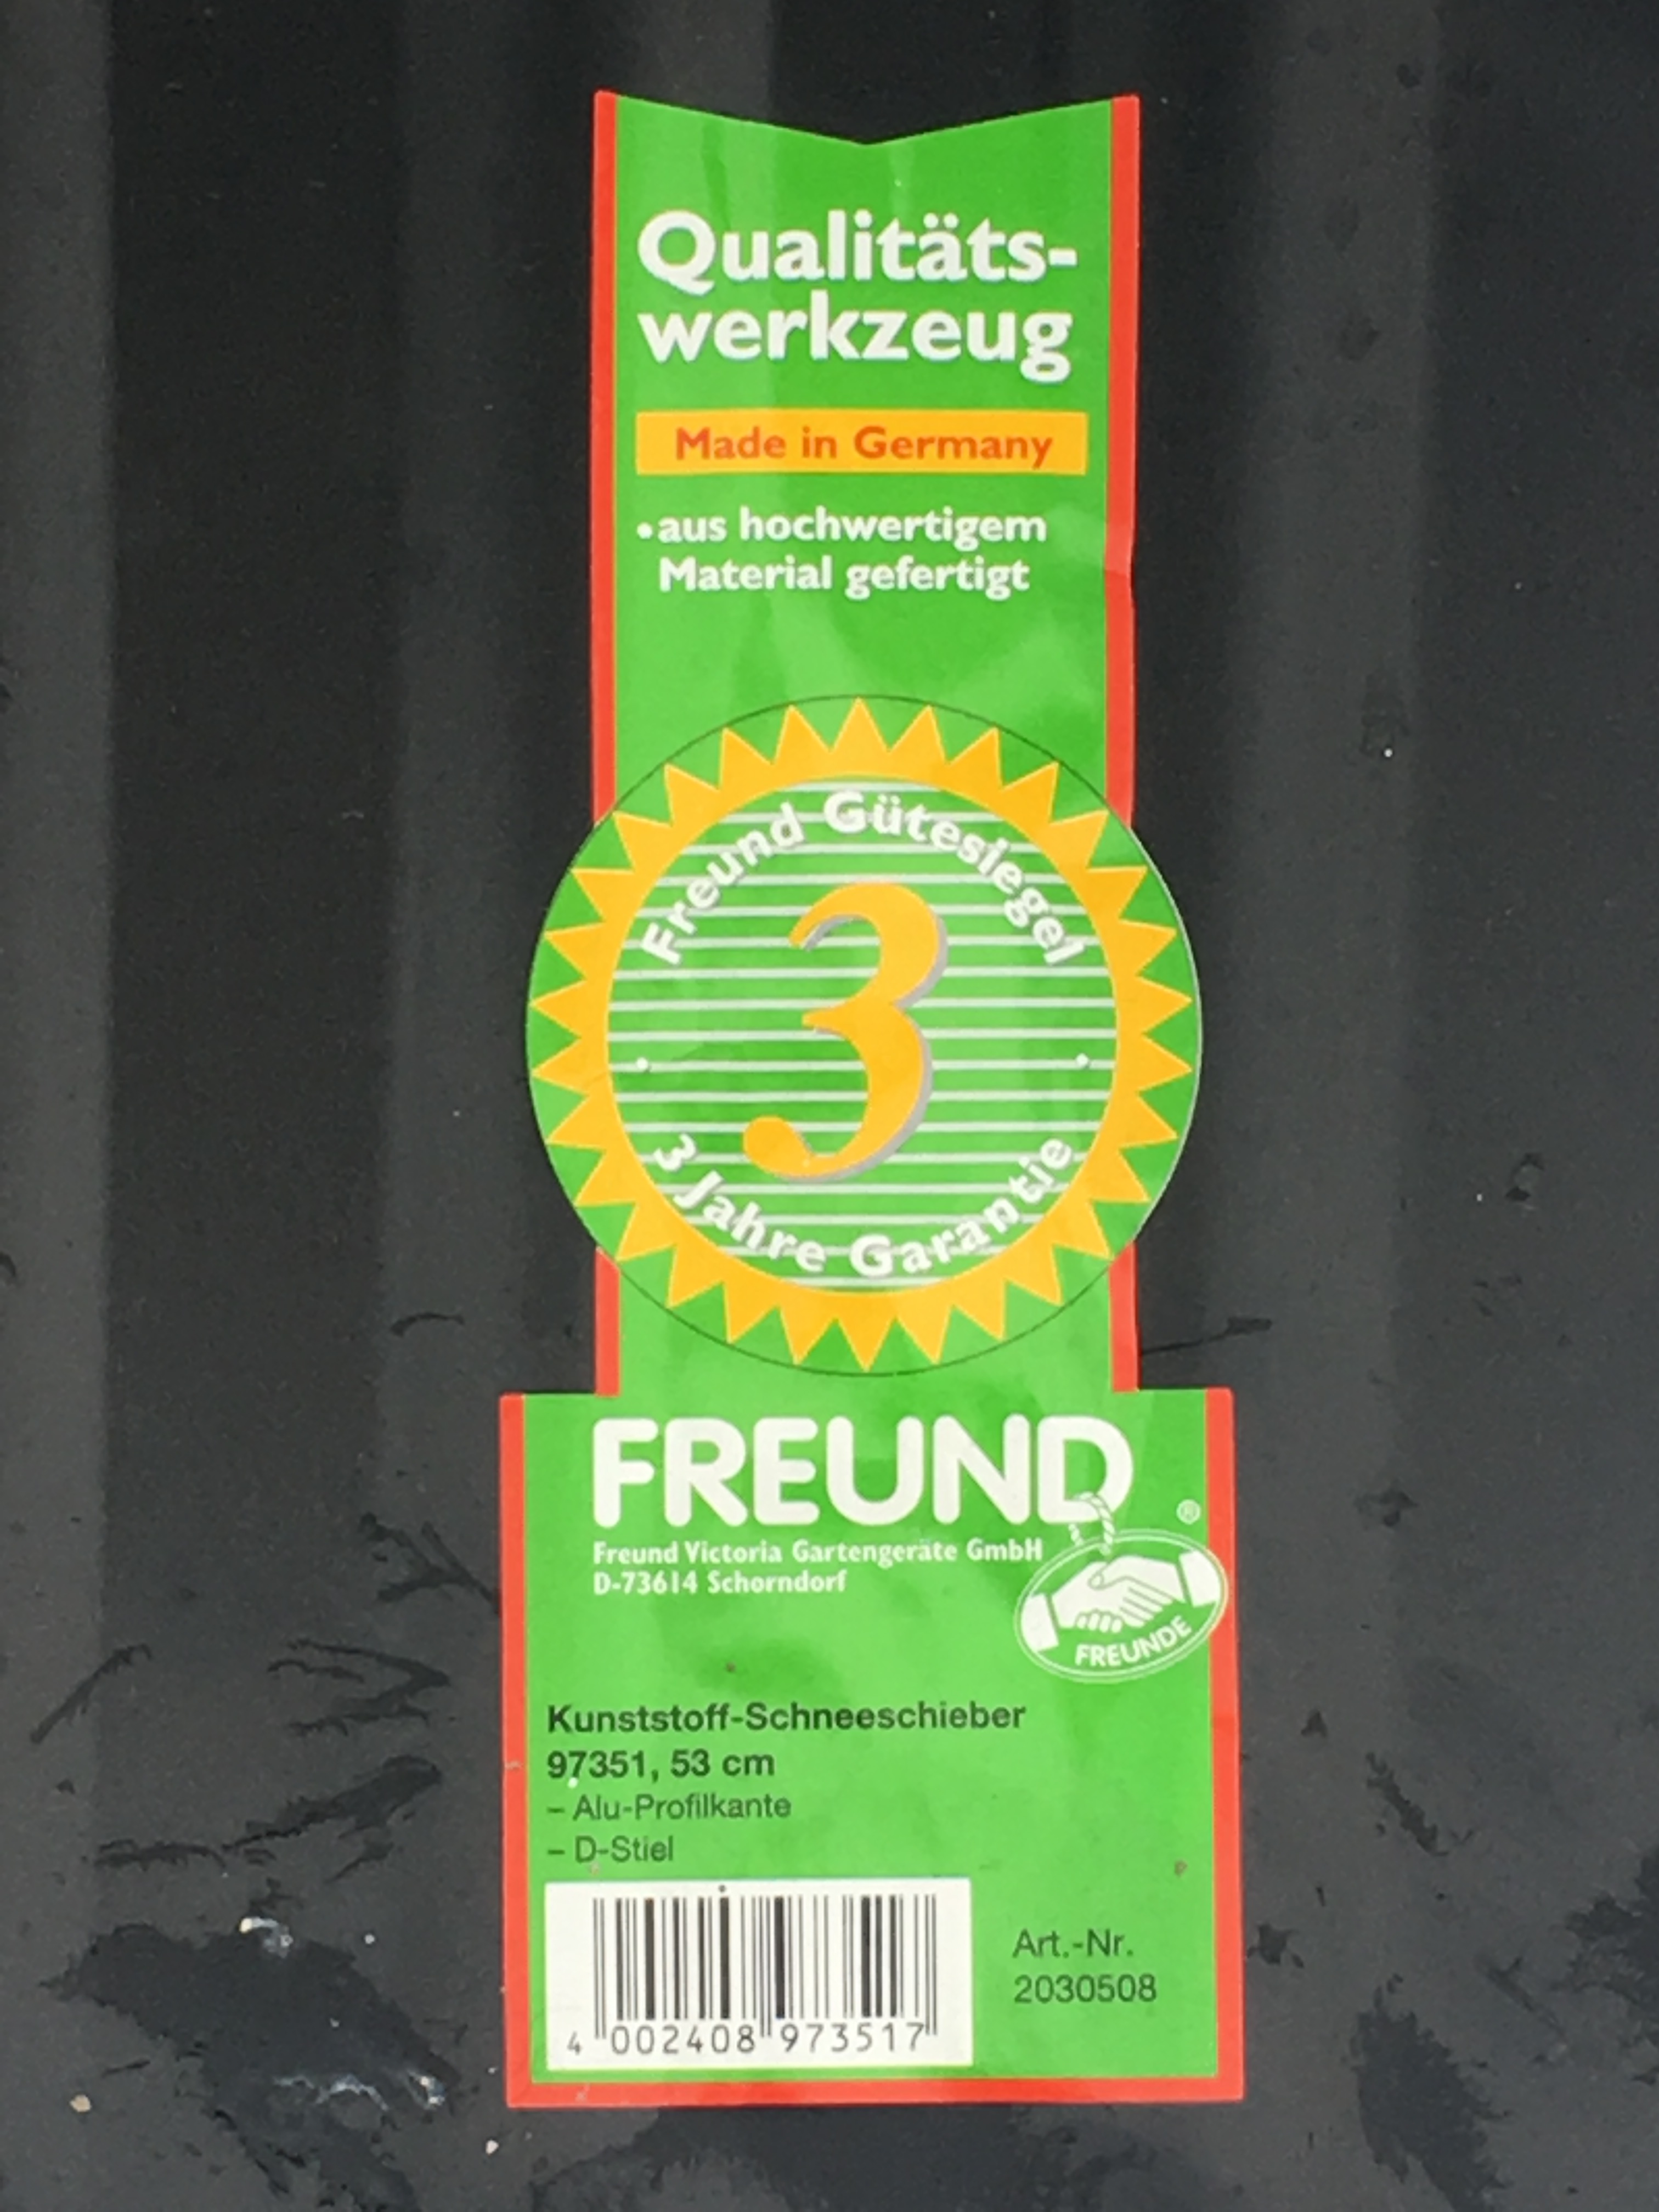 Qualitäts-
werkzeug
Made in Germany
•aus hochwertigem
Material gefertigt
Freund Gütesiegel
3
• •
3 Jahre Garantie
FREUND
®
Freund Victoria Gartengeräte GmbH
D-73614 Schorndorf
FREUNDE
Kunststoff-Schneeschieber
97351, 53 cm
– Alu-Profilkante
– D-Stiel
Art.-Nr.
2030508
4 002408 973517